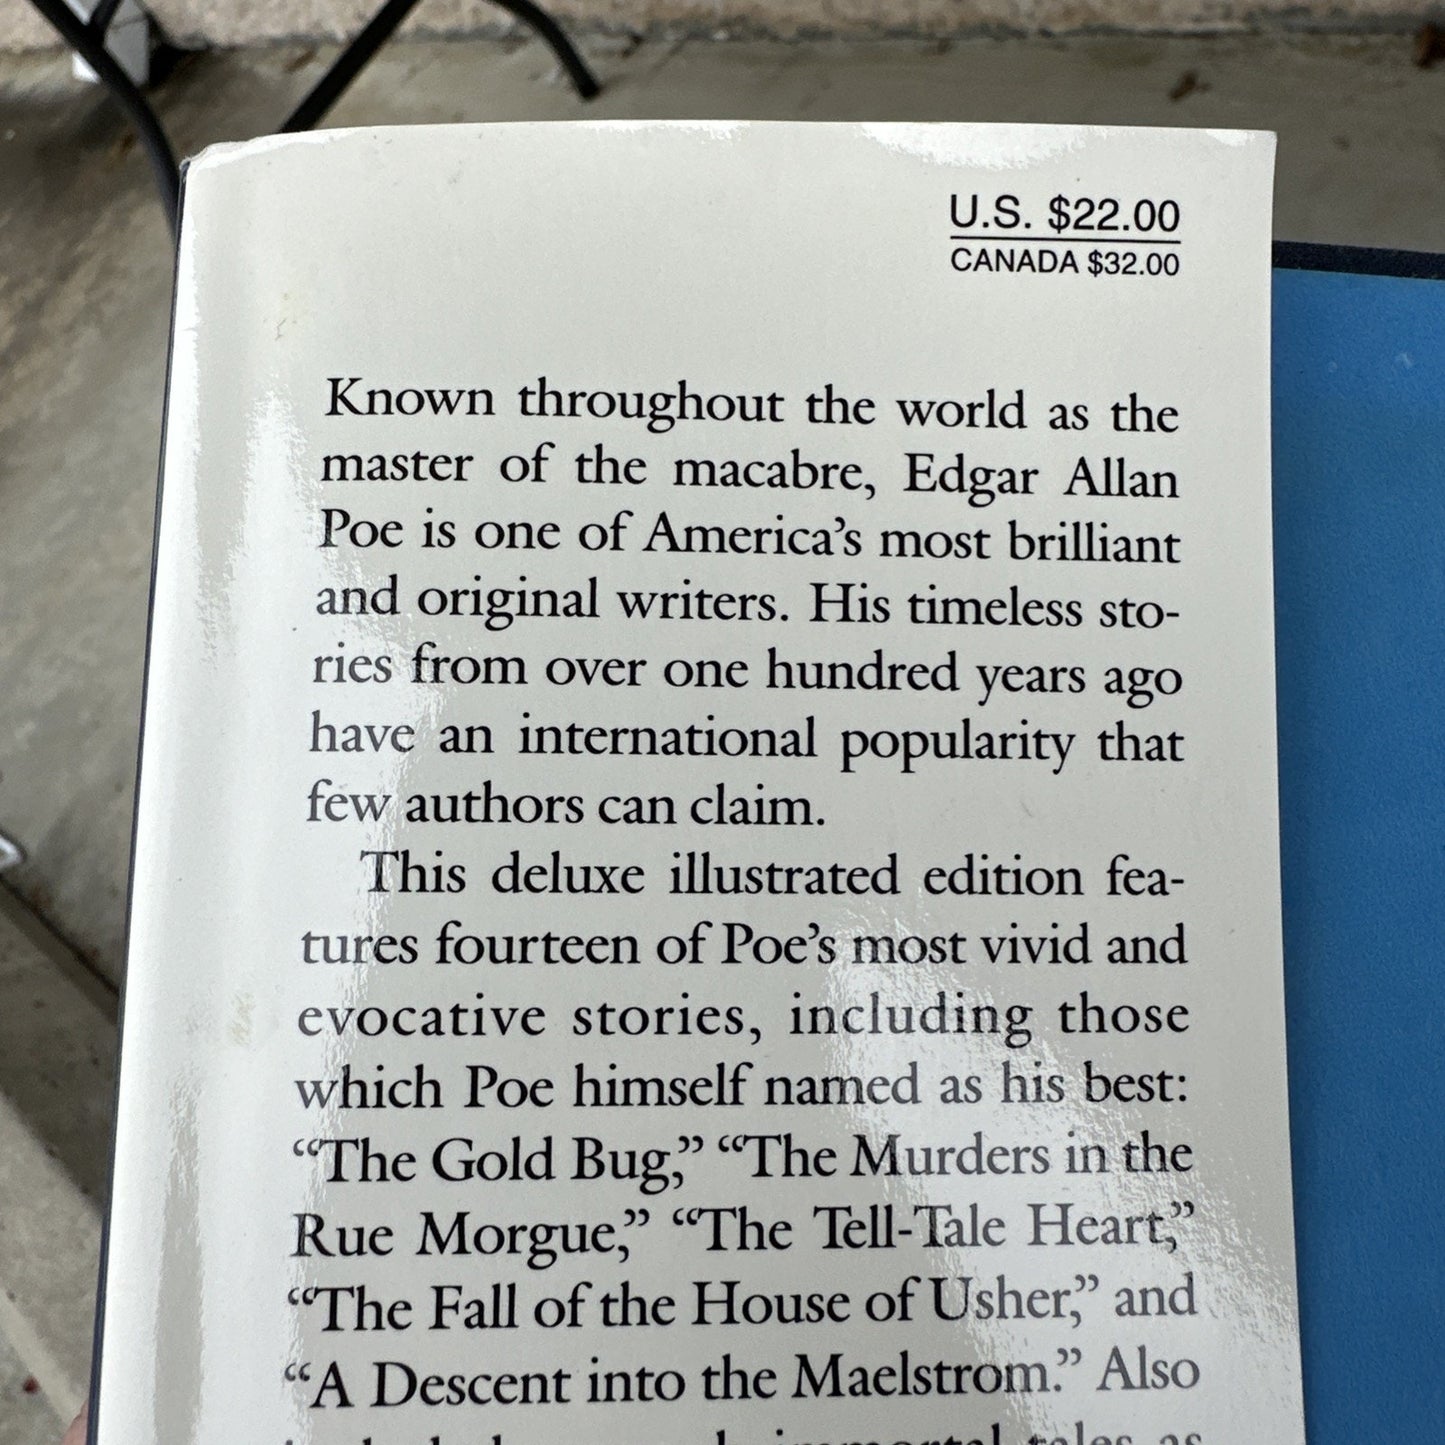 U.S. $22.00
CANADA $32.00
Known throughout the world as the
master of the macabre, Edgar Allan
Poe is one of America’s most brilliant
and original writers. His timeless sto-
ries from over one hundred years ago
have an international popularity that
few authors can claim.
This deluxe illustrated edition fea-
tures fourteen of Poe’s most vivid and
evocative stories, including those
which Poe himself named as his best:
“The Gold Bug,” “The Murders in the
Rue Morgue,” “The Tell-Tale Heart,”
“The Fall of the House of Usher,” and
“A Descent into the Maelstrom.” Also
immortal tales as